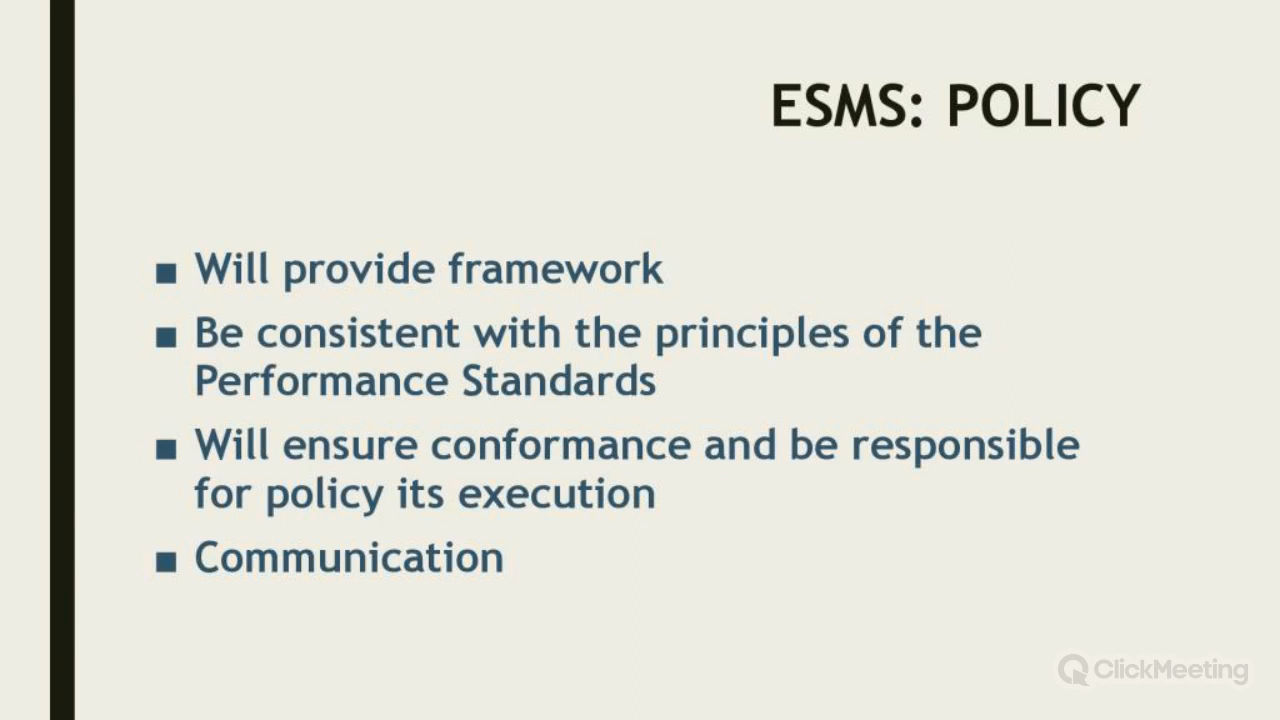 ESMS: POLICY
■ Will provide framework
■ Be consistent with the principles of the
Performance Standards
■ Will ensure conformance and be responsible
for policy its execution
■ Communication
ClickMeeting